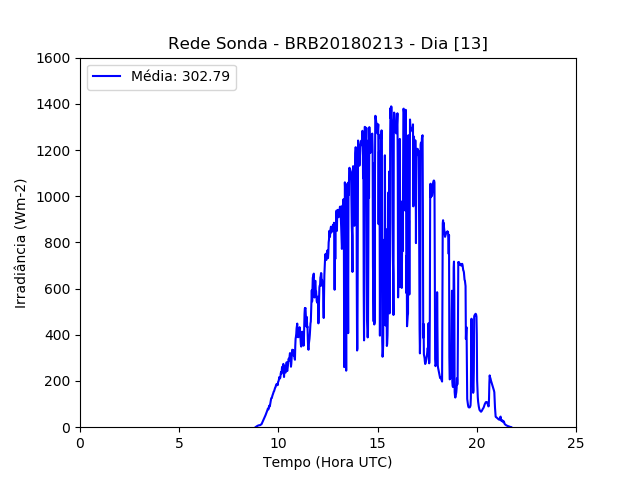 Rede Sonda - BRB20180213 - Dia [13]
Média: 302.79
1600
1400
1200
1000
800
600
400
200
0
Irradiância (Wm-2)
0 5 10 15 20 25
Tempo (Hora UTC)